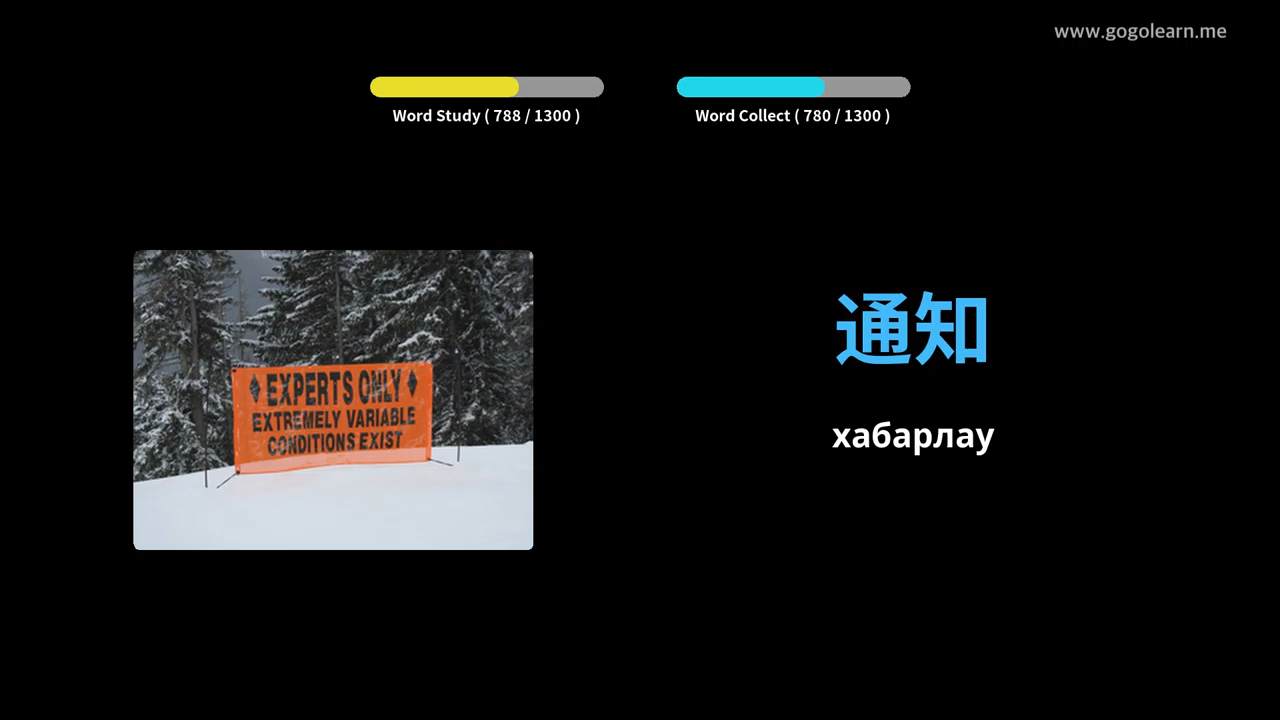 www.gogolearn.me
Word Study ( 788 / 1300 )
Word Collect ( 780 / 1300 )
EXPERTS ONLY
EXTREMELY VARIABLE
CONDITIONS EXIST
通知
хабарлау